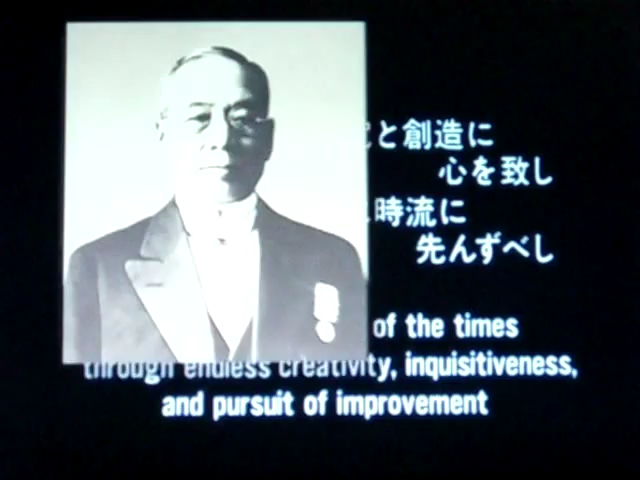 と創造に
心を致し
時流に
先んずべし
of the times
through endless creativity, inquisitiveness,
and pursuit of improvement